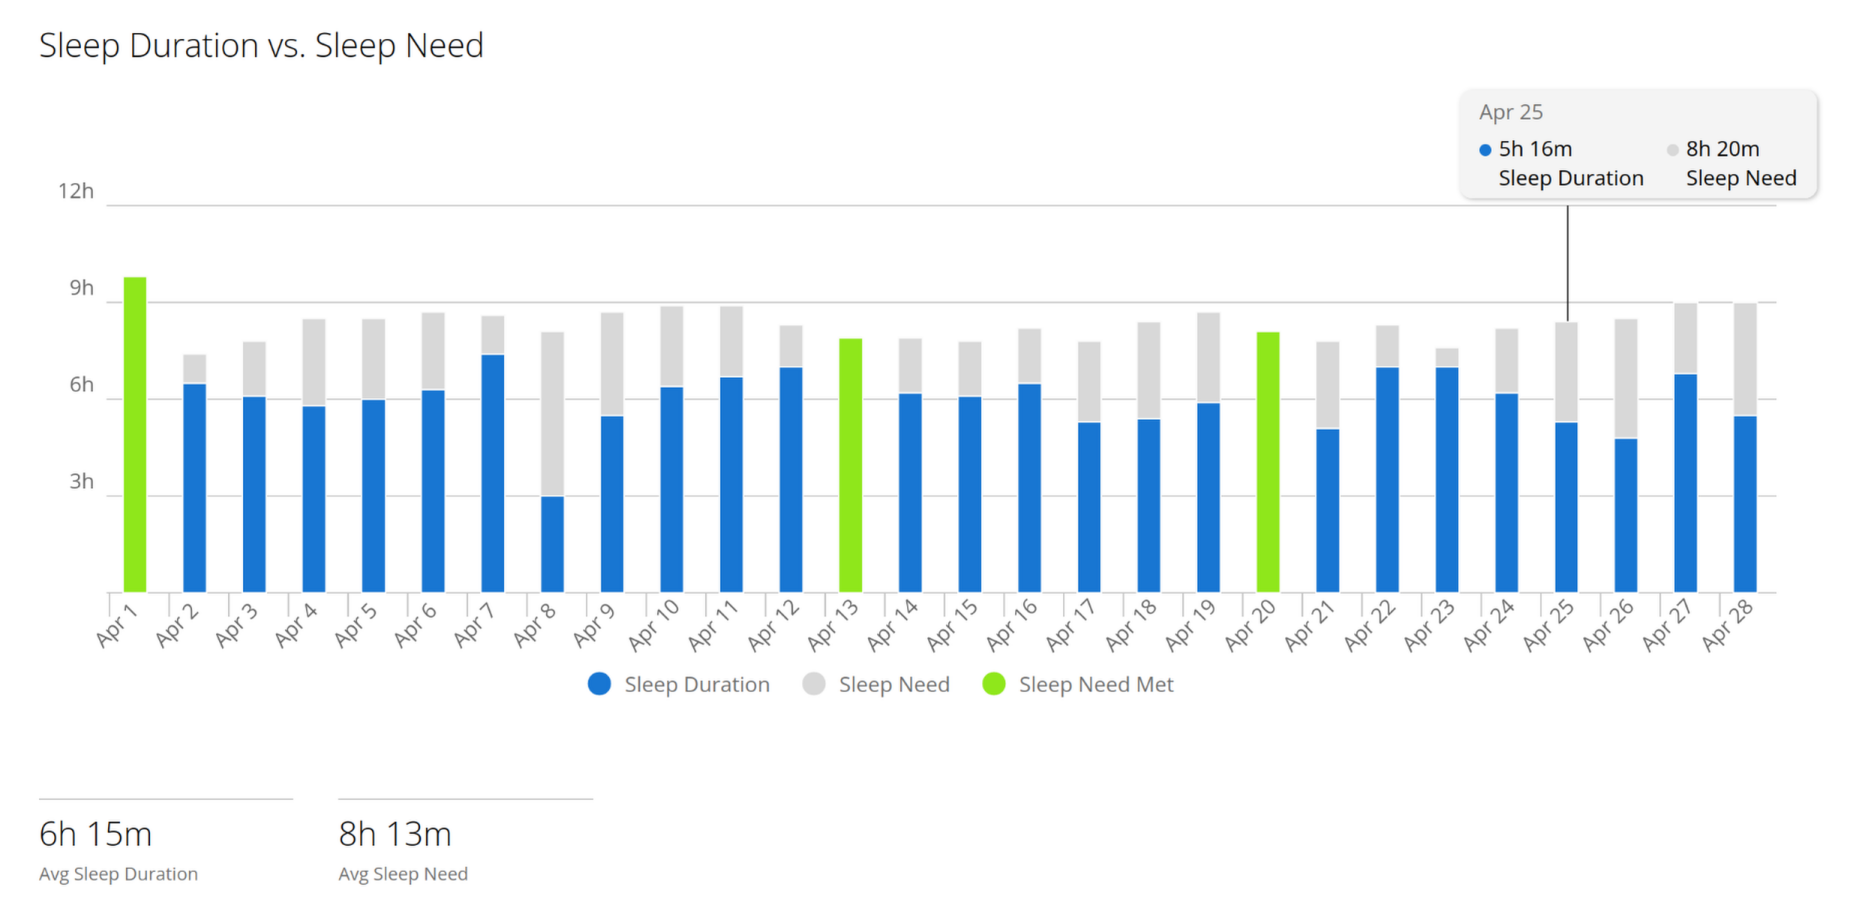 Sleep Duration vs. Sleep Need
Apr 25
5h 16m 8h 20m
Sleep Duration Sleep Need
12h
9h
6h
3h
Apr 1 Apr 2 Apr 3 Apr 4 Apr 5 Apr 6 Apr 7 Apr 8 Apr 9 Apr 10 Apr 11 Apr 12 Apr 13 Apr 14 Apr 15 Apr 16 Apr 17 Apr 18 Apr 19 Apr 20 Apr 21 Apr 22 Apr 23 Apr 24 Apr 25 Apr 26 Apr 27 Apr 28
Sleep Duration Sleep Need Sleep Need Met
6h 15m 8h 13m
Avg Sleep Duration Avg Sleep Need